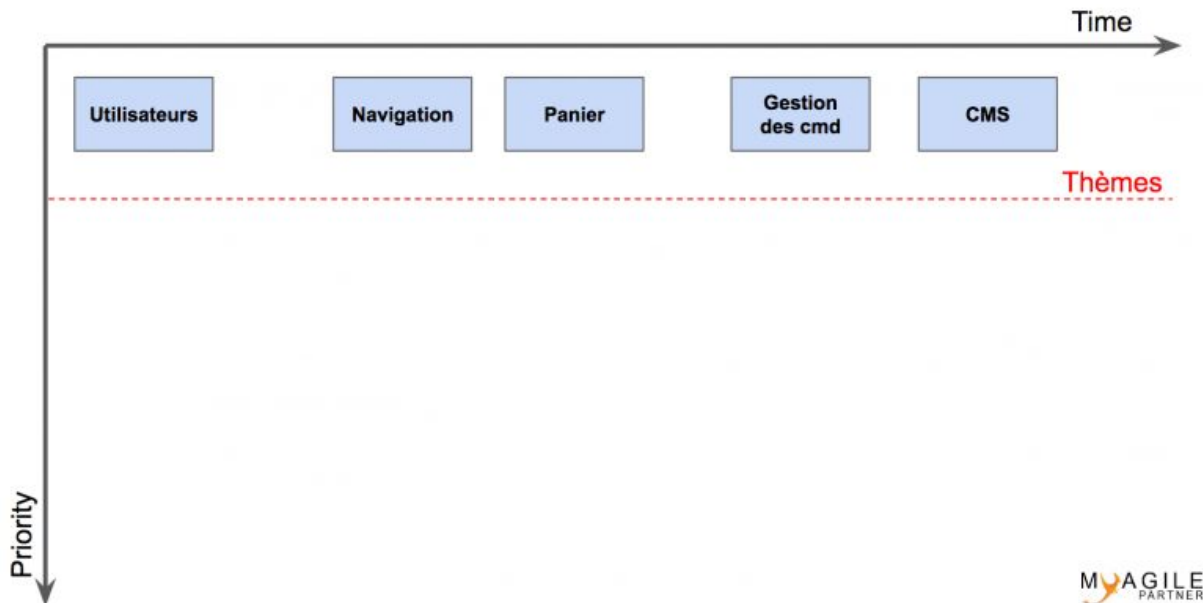 Time
Utilisateurs
Navigation
Panier
Gestion
des cmd
CMS
Thèmes
Priority
MYAGILE
PARTNER